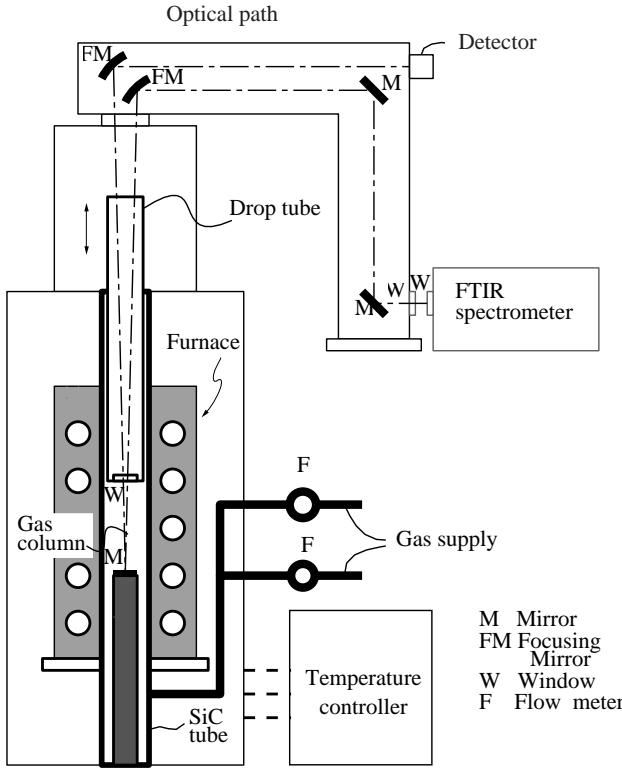 Optical path
FM
FM
Detector
M
Drop tube
W
W
M
FTIR
spectrometer
Furnace
F
W
Gas
column
M
F
Gas supply
Temperature
controller
SiC
tube
M Mirror
FM Focusing
Mirror
W Window
F Flow meter